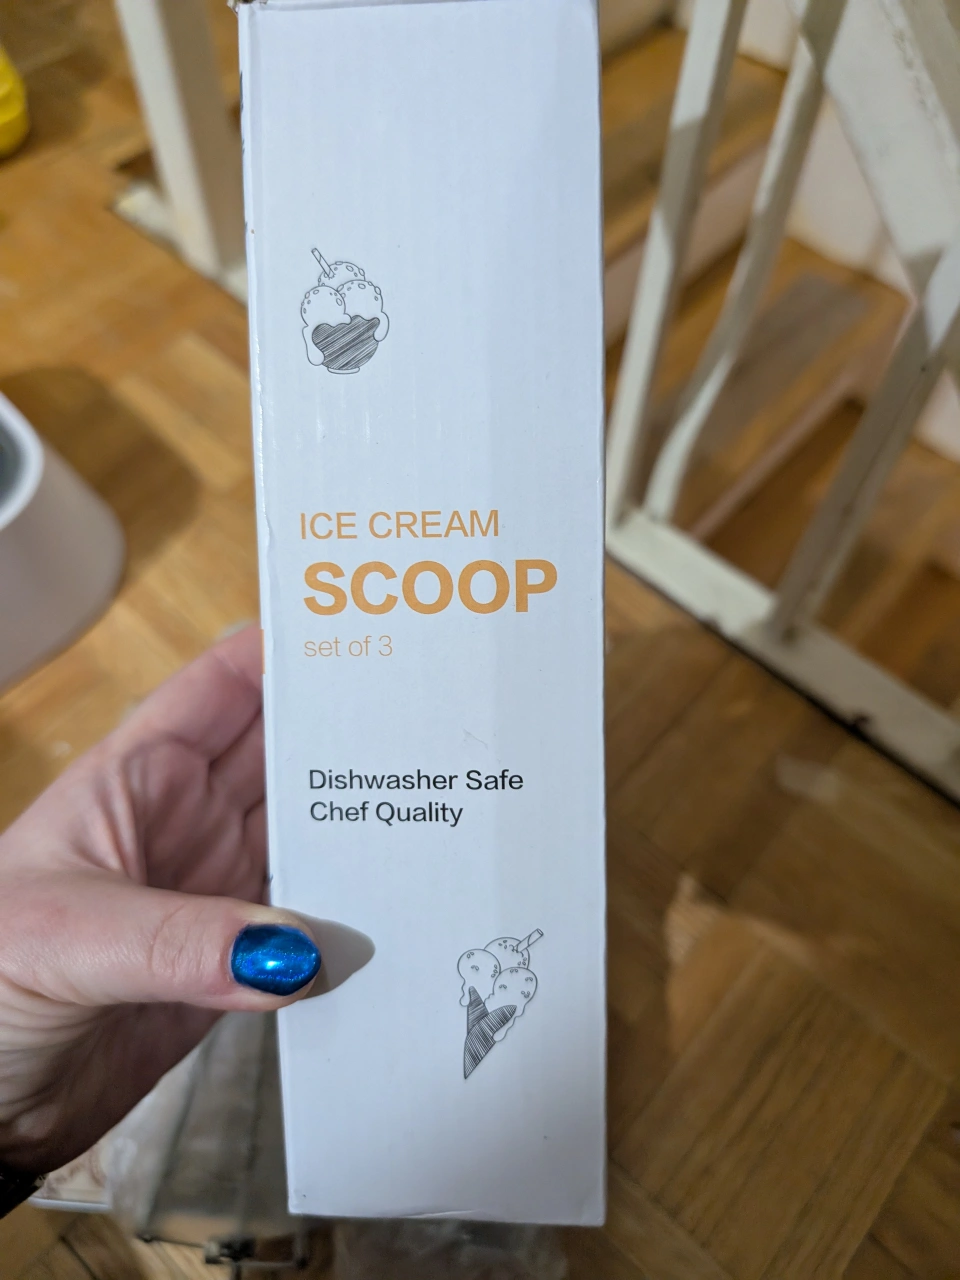 ICE CREAM
SCOOP
set of 3
Dishwasher Safe
Chef Quality